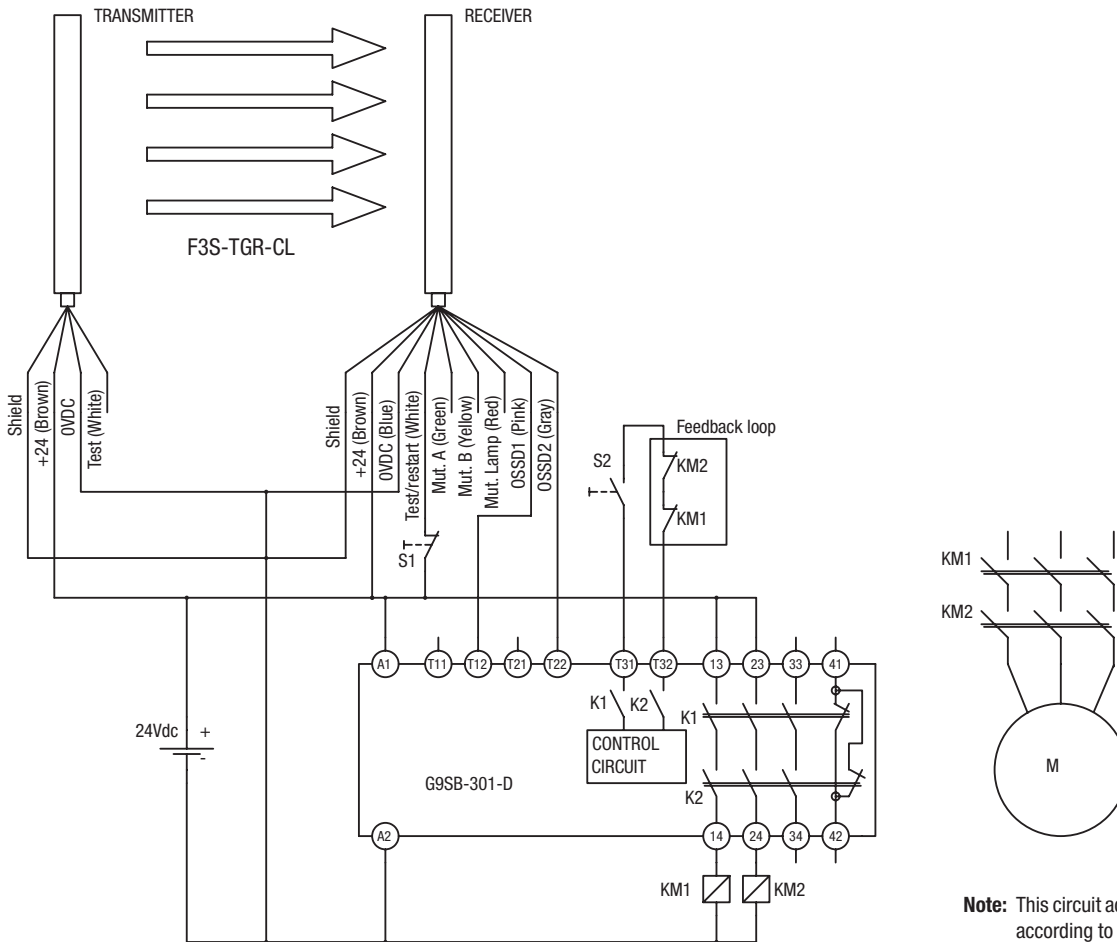 TRANSMITTER
RECEIVER
F3S-TGR-CL
Shield
+24 (Brown)
0VDC
Test (White)
Shield
+24 (Brown)
0VDC (Blue)
Test/restart (White)
Mut. A (Green)
Mut. B (Yellow)
Mut. Lamp (Red)
OSSD1 (Pink)
OSSD2 (Gray)
Feedback loop
S2
KM2
KM1
S1
KM1
KM2
A1
T11
T12
T21
T22
T31
T32
13
23
33
41
K1
K2
K1
CONTROL
CIRCUIT
24Vdc
+
-
G9SB-301-D
K2
M
A2
14
24
34
42
KM1
KM2
Note: This circuit ac
according to